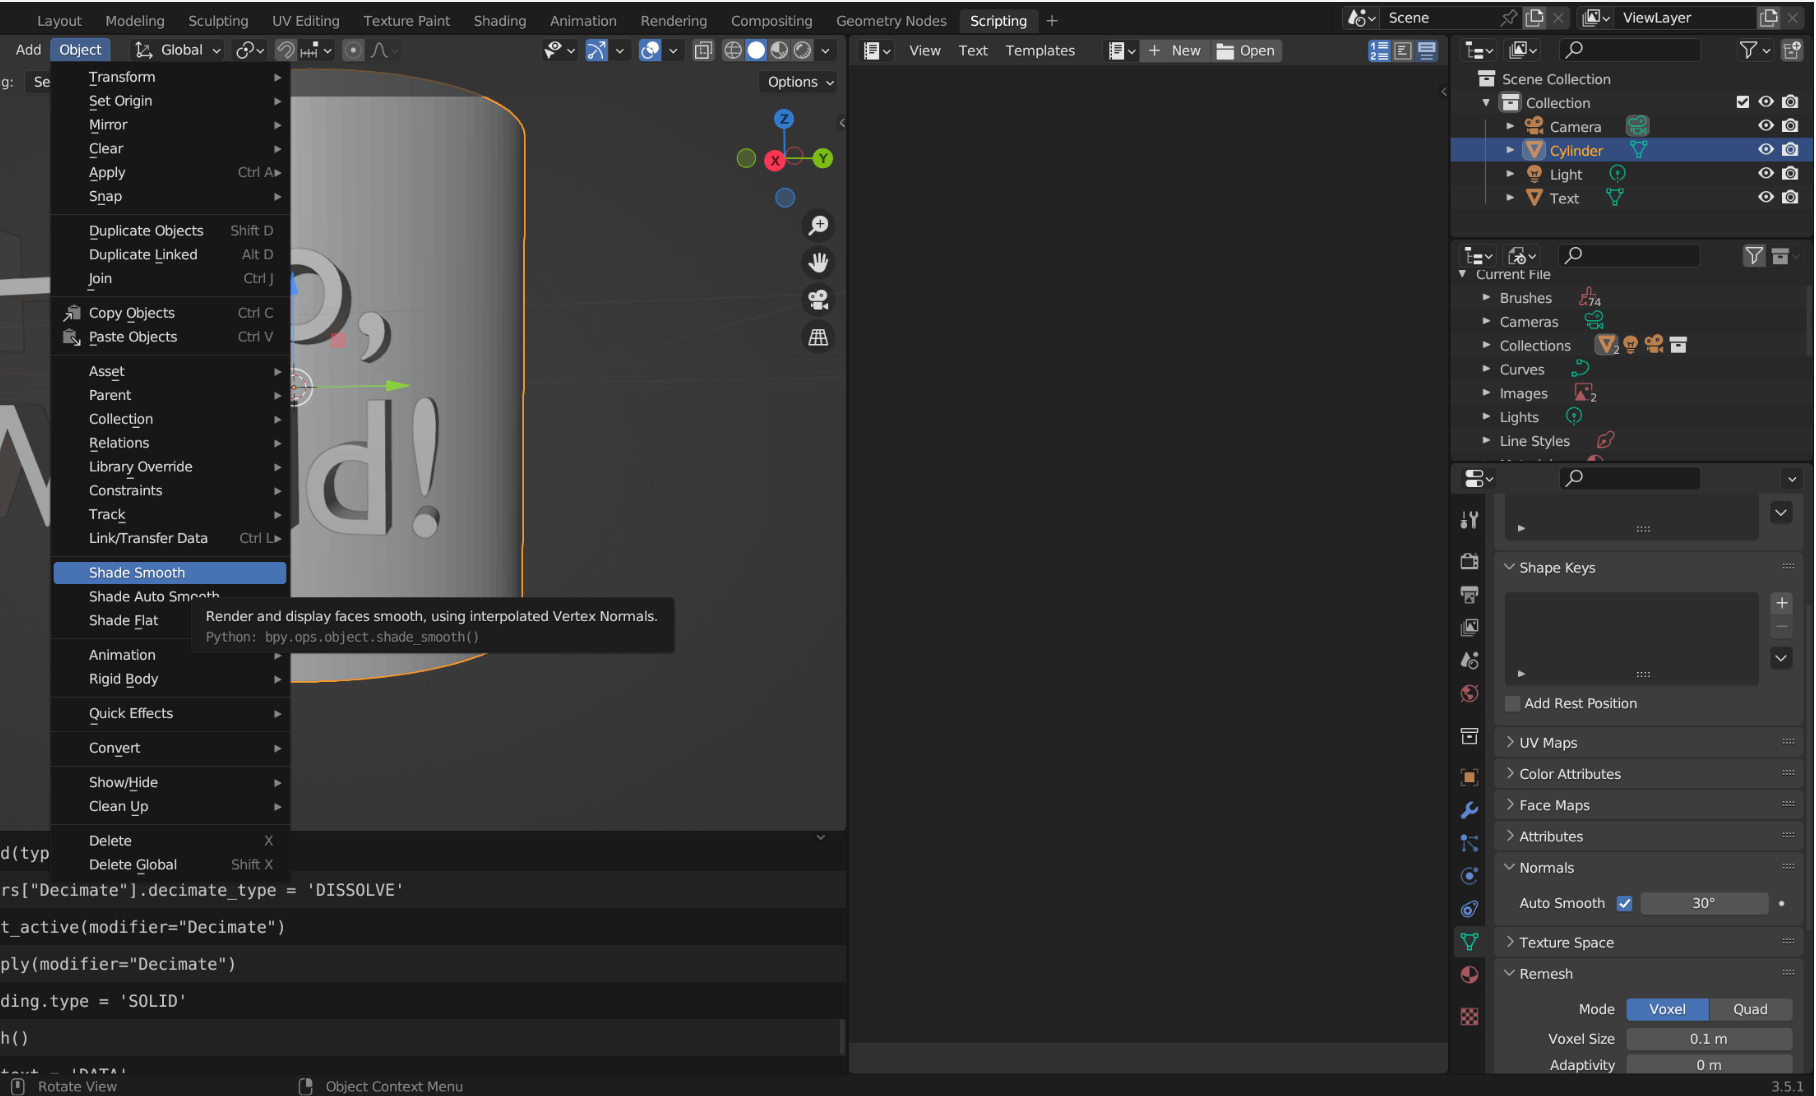 Layout Modeling Sculpting UV Editing Texture Paint Shading Animation Rendering Compositing Geometry Nodes Scripting + Scene ViewLayer
Add Object Global View Text Templates New Open
g: Se Options
Transform
Set Origin
Mirror
Clear
Apply Ctrl A
Snap
Duplicate Objects Shift D
Duplicate Linked Alt D
Join Ctrl J
Copy Objects Ctrl C
Paste Objects Ctrl V
Asset
Parent
Collection
Relations
Library Override
Constraints
Track
Link/Transfer Data Ctrl L
Shade Smooth
Shade Auto Smooth
Shade Flat
Render and display faces smooth, using interpolated Vertex Normals.
Python: bpy.ops.object.shade_smooth()
Animation
Rigid Body
Quick Effects
Convert
Show/Hide
Clean Up
Delete X
Delete Global Shift X
Z
X Y
o,
ld!
d(typ
rs["Decimate"].decimate_type = 'DISSOLVE'
t_active(modifier="Decimate")
ply(modifier="Decimate")
ding.type = 'SOLID'
h()
text = 'DATA'
Scene Collection
Collection
Camera
Cylinder
Light
Text
Current File
Brushes 74
Cameras
Collections 2
Curves
Images 2
Lights
Line Styles
Shape Keys
Add Rest Position
UV Maps
Color Attributes
Face Maps
Attributes
Normals
Auto Smooth 30°
Texture Space
Remesh
Mode Voxel Quad
Voxel Size 0.1 m
Adaptivity 0 m
Rotate View Object Context Menu 3.5.1